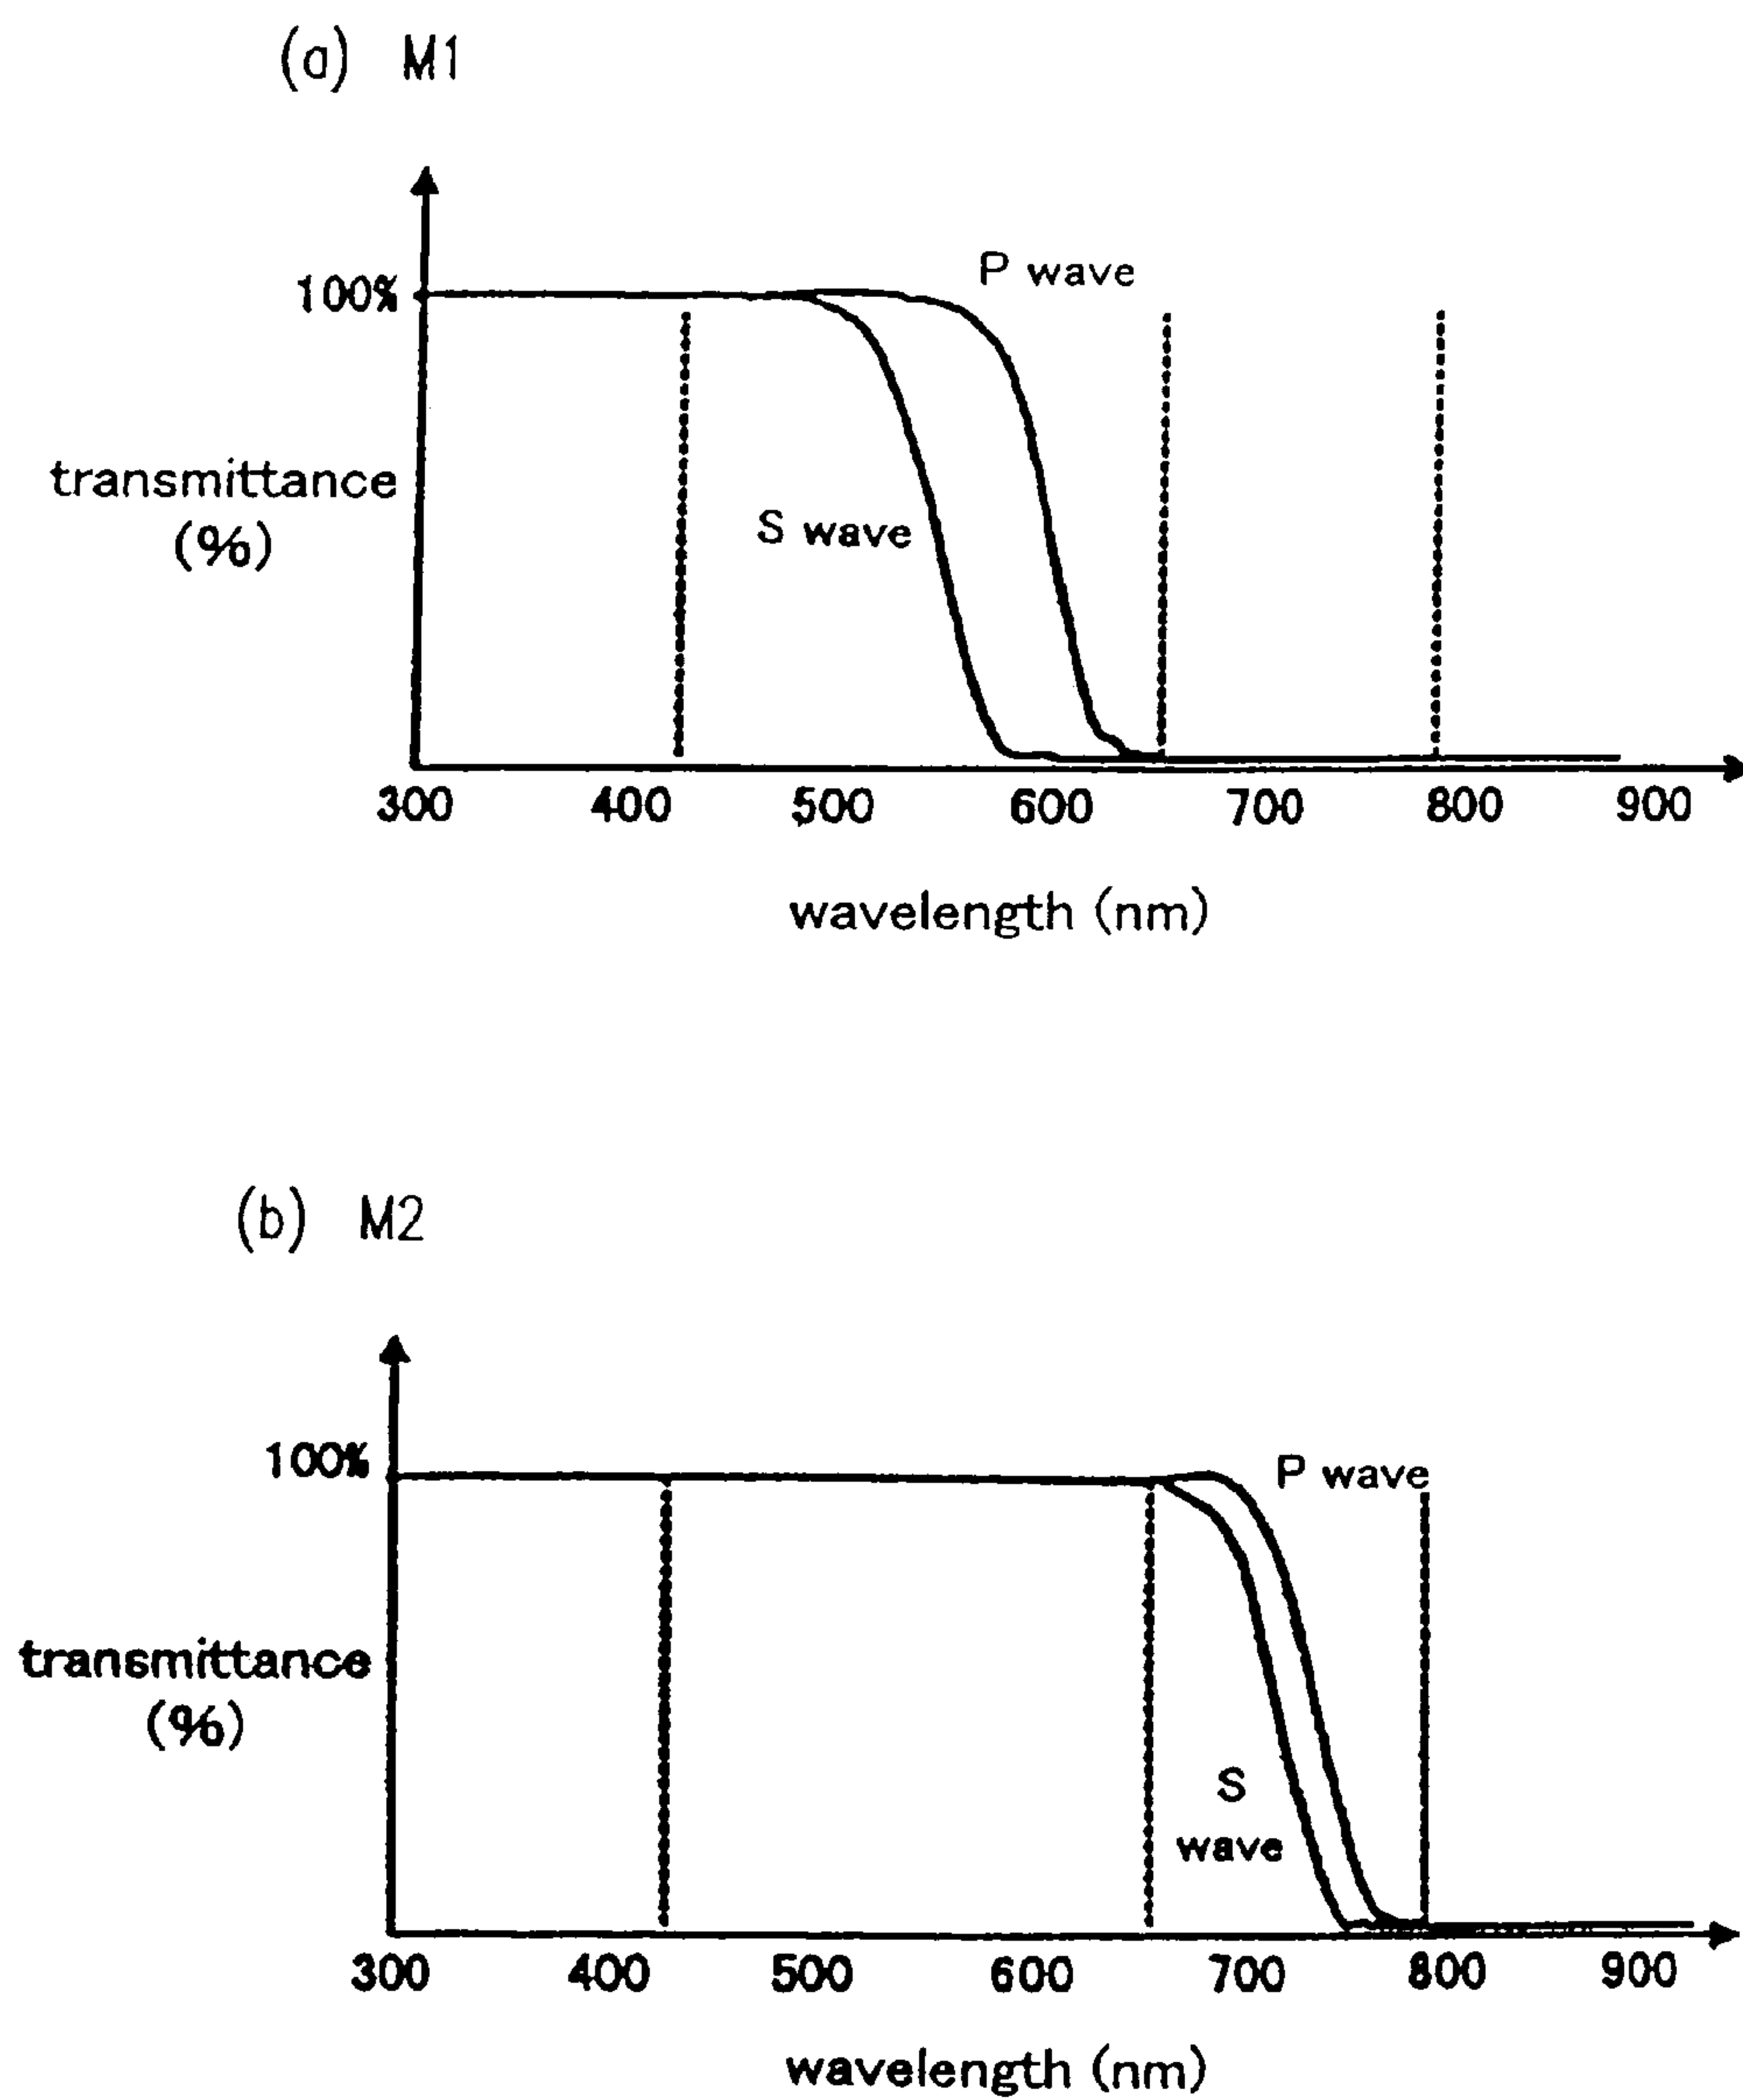 (a) M1
100%
P wave
transmittance
(%)
S wave
300 400 500 600 700 800 900
wavelength (nm)
(b) M2
100%
P wave
transmittance
(%)
S
wave
300 400 500 600 700 800 900
wavelength (nm)